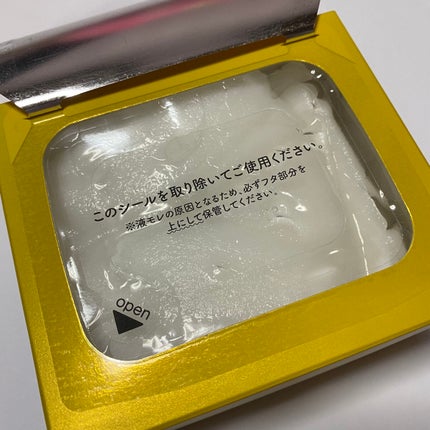 このシールを取り除いてご使用ください。
※液モレの原因となるため、必ずフタ部分を
上にして保管してください。
open